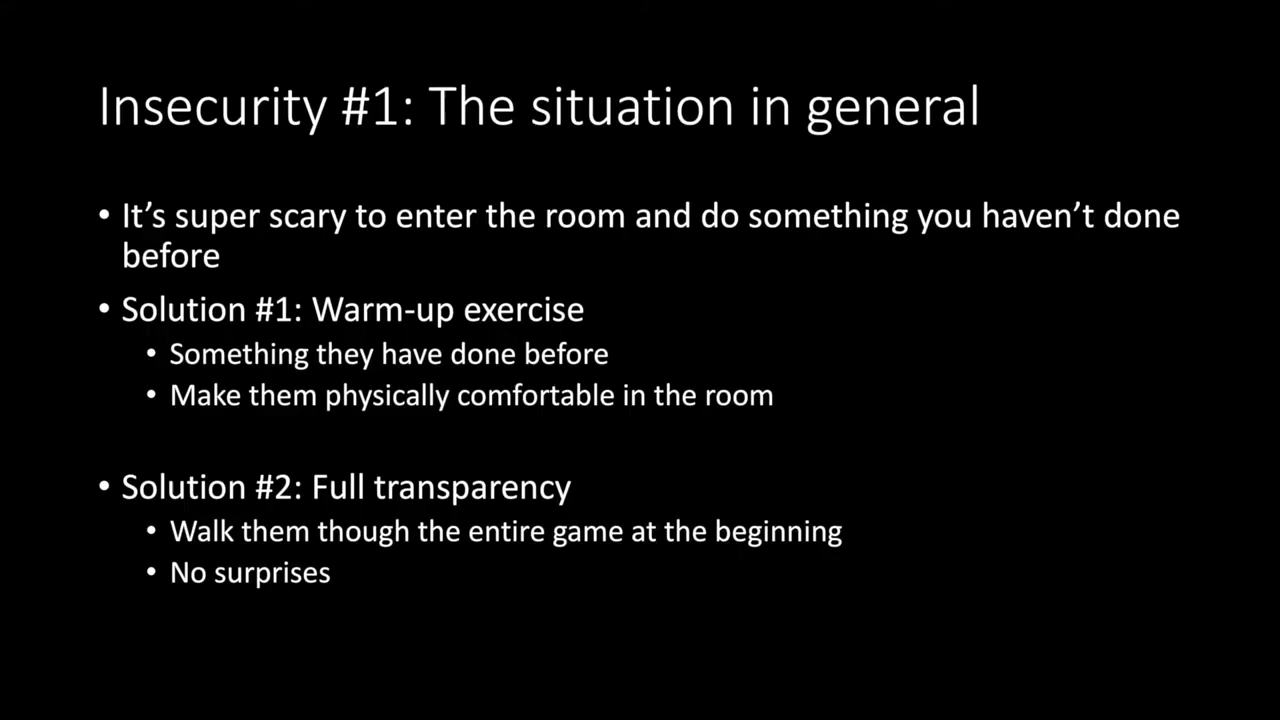 Insecurity #1: The situation in general
• It’s super scary to enter the room and do something you haven’t done
before
• Solution #1: Warm-up exercise
• Something they have done before
• Make them physically comfortable in the room
• Solution #2: Full transparency
• Walk them though the entire game at the beginning
• No surprises